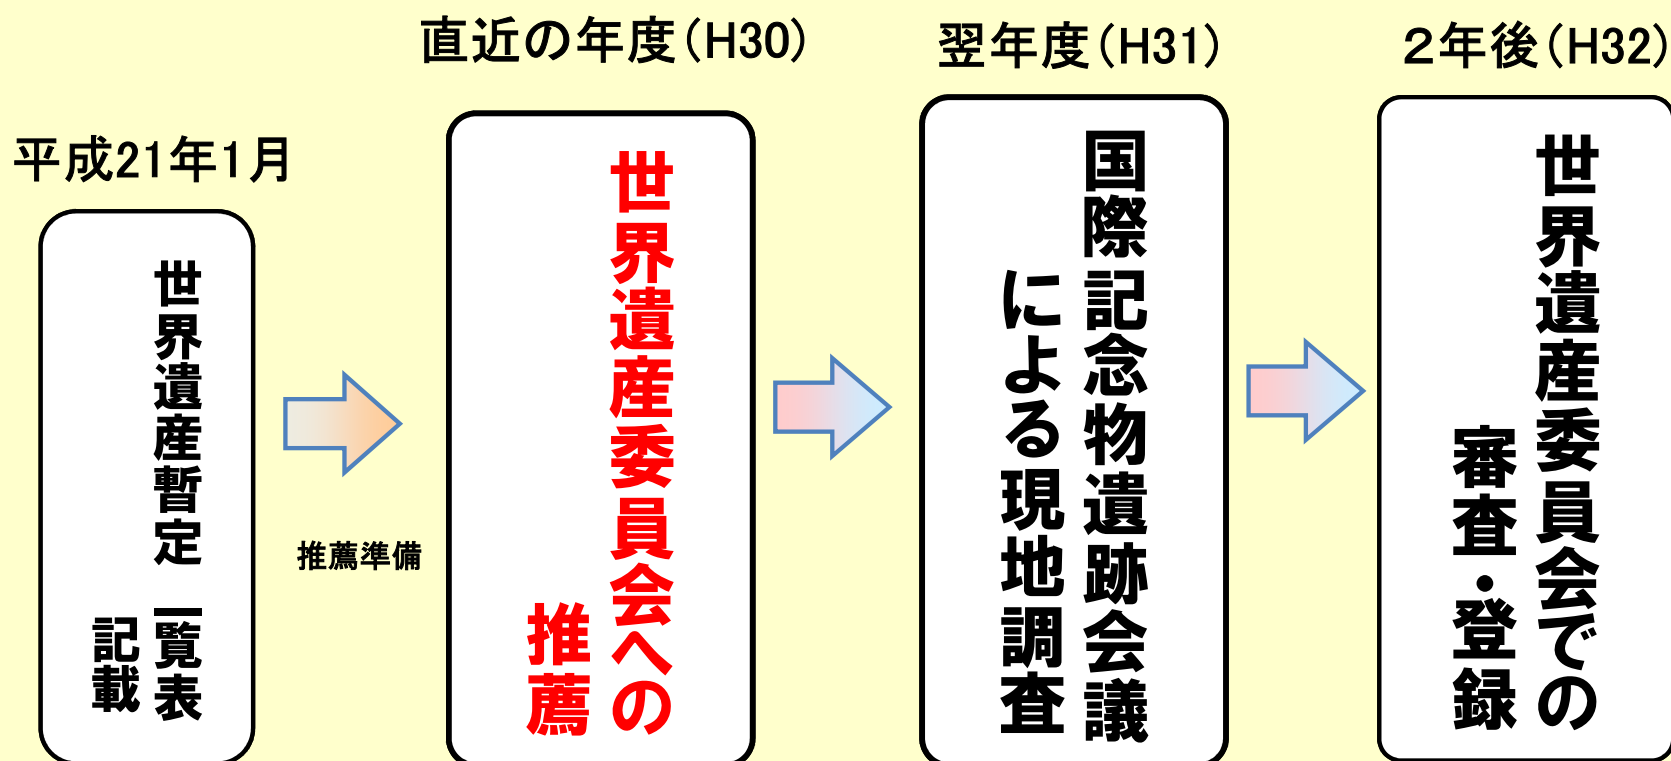 平成21年1月
世界遺産暫定一覧表
記載
推薦準備
直近の年度(H30)
世界遺産委員会への
推薦
翌年度(H31)
国際記念物遺跡会議
による現地調査
2年後(H32)
世界遺産委員会での
審査・登録